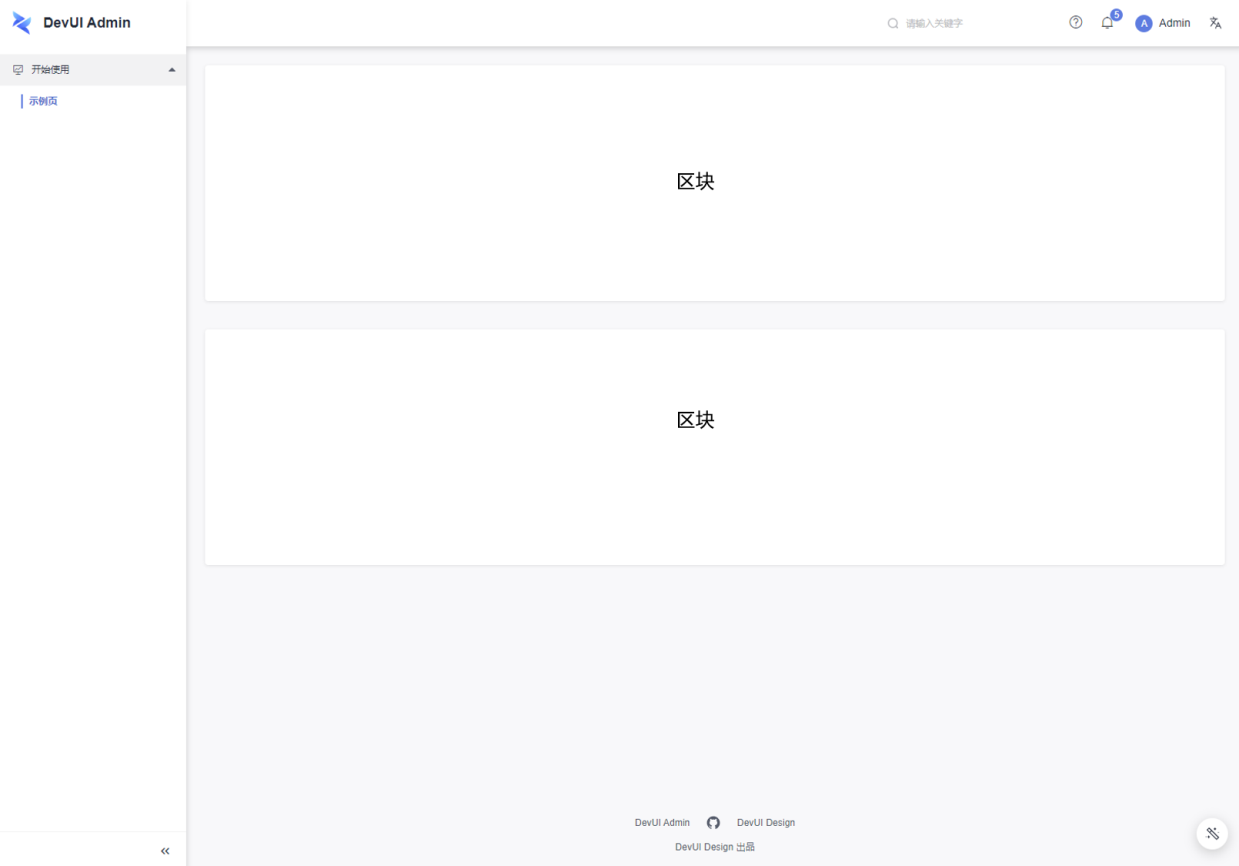 DevUI Admin
请输入关键字
5
A
Admin
开始使用
示例页
区块
区块
DevUI Admin
DevUI Design
DevUI Design 出品